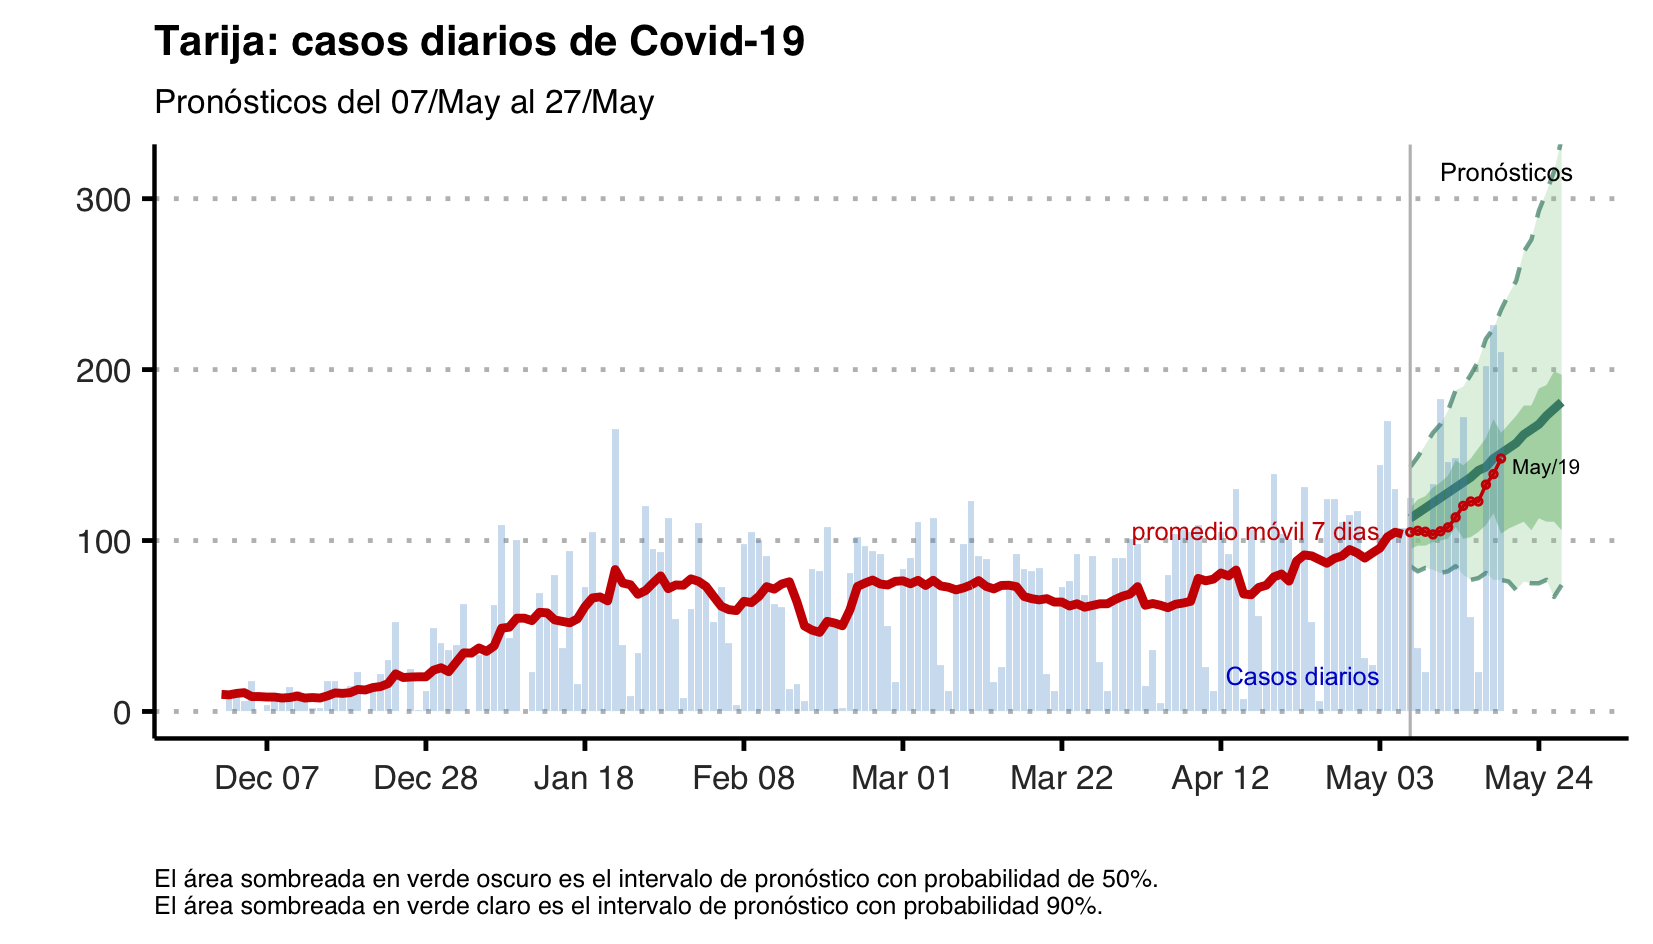 Tarija: casos diarios de Covid-19
Pronósticos del 07/May al 27/May
Pronósticos
300
200
May/19
promedio móvil 7 dias
100
Casos diarios
0
Dec 07 Dec 28 Jan 18 Feb 08 Mar 01 Mar 22 Apr 12 May 03 May 24
El área sombreada en verde oscuro es el intervalo de pronóstico con probabilidad de 50%.
El área sombreada en verde claro es el intervalo de pronóstico con probabilidad 90%.